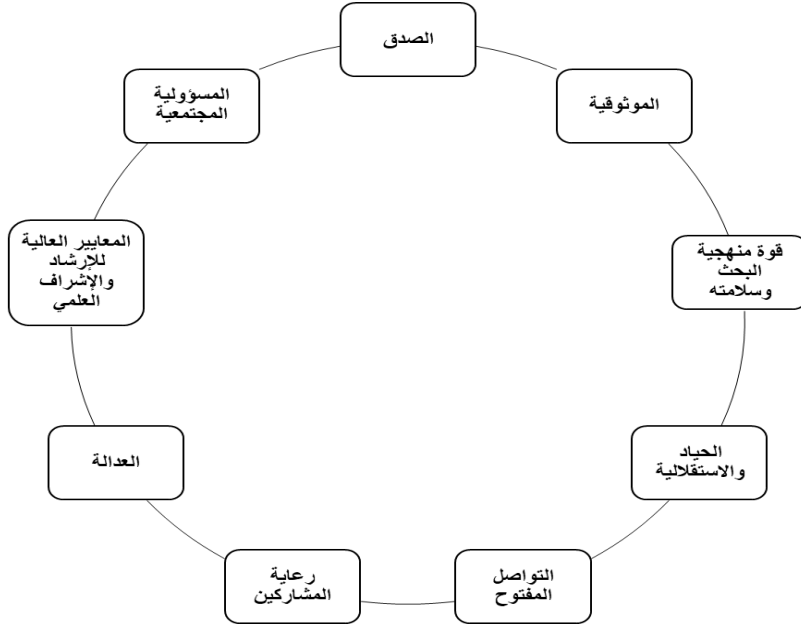 الصدق
الموثوقية
قوة منهجية
البحث
وسلامته
الحياد
والاستقلالية
التواصل
المفتوح
رعاية
المشاركين
العدالة
المعايير العالية
للإرشاد
والإشراف
العلمي
المسؤولية
المجتمعية